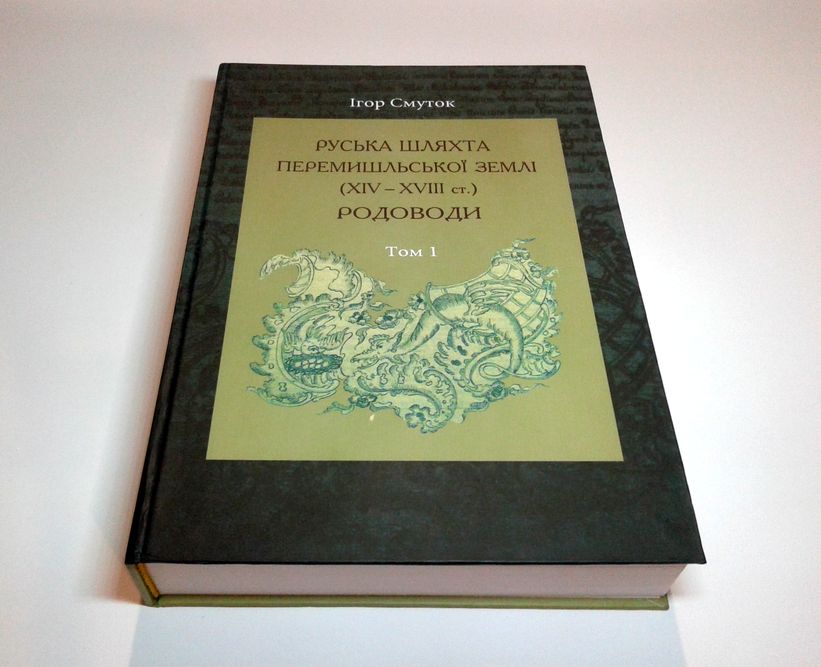 Ігор Смуток
РУСЬКА ШЛЯХТА
ПЕРЕМИШЛЬСЬКОЇ ЗЕМЛІ
(XIV – XVIII ст.)
РОДОВОДИ
Том 1